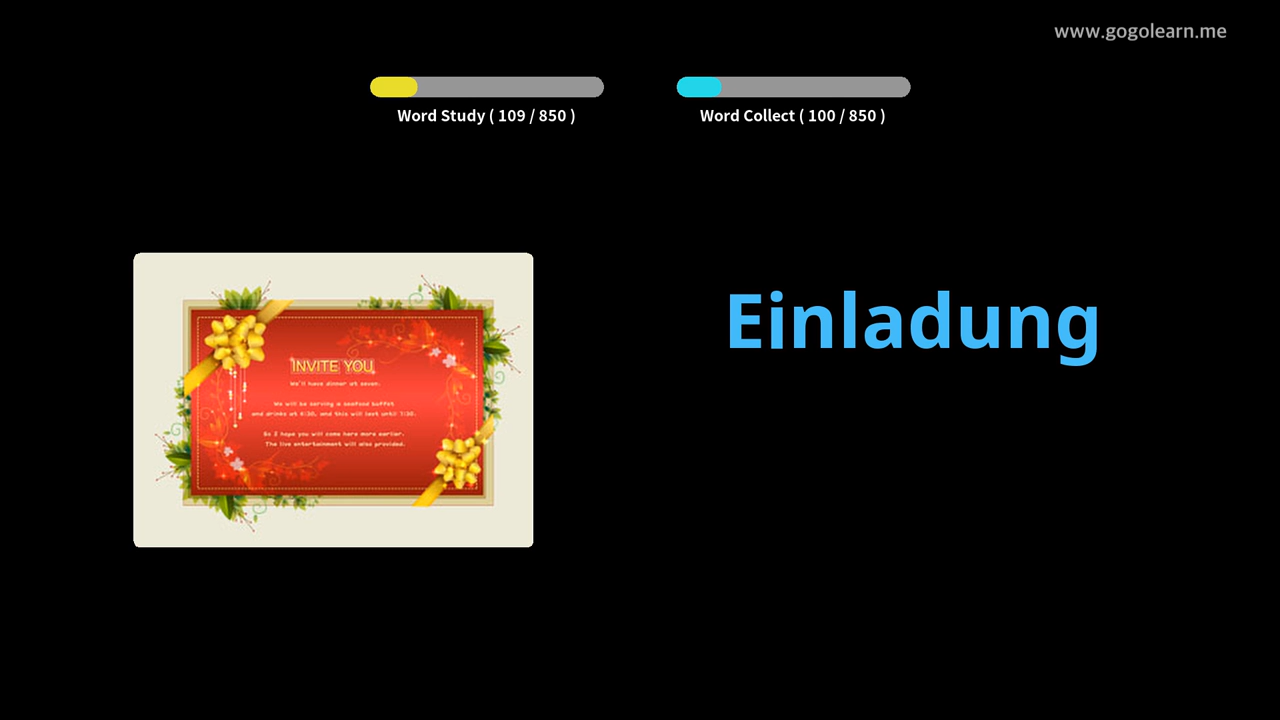 www.gogolearn.me
Word Study ( 109 / 850 )
Word Collect ( 100 / 850 )
Einladung
INVITE YOU
We'll have dinner at seven.
We will be serving a seafood buffet
and drinks at 6:30, and this will last until 7:30.
So I hope you will come here more earlier.
The live entertainment will also provided.